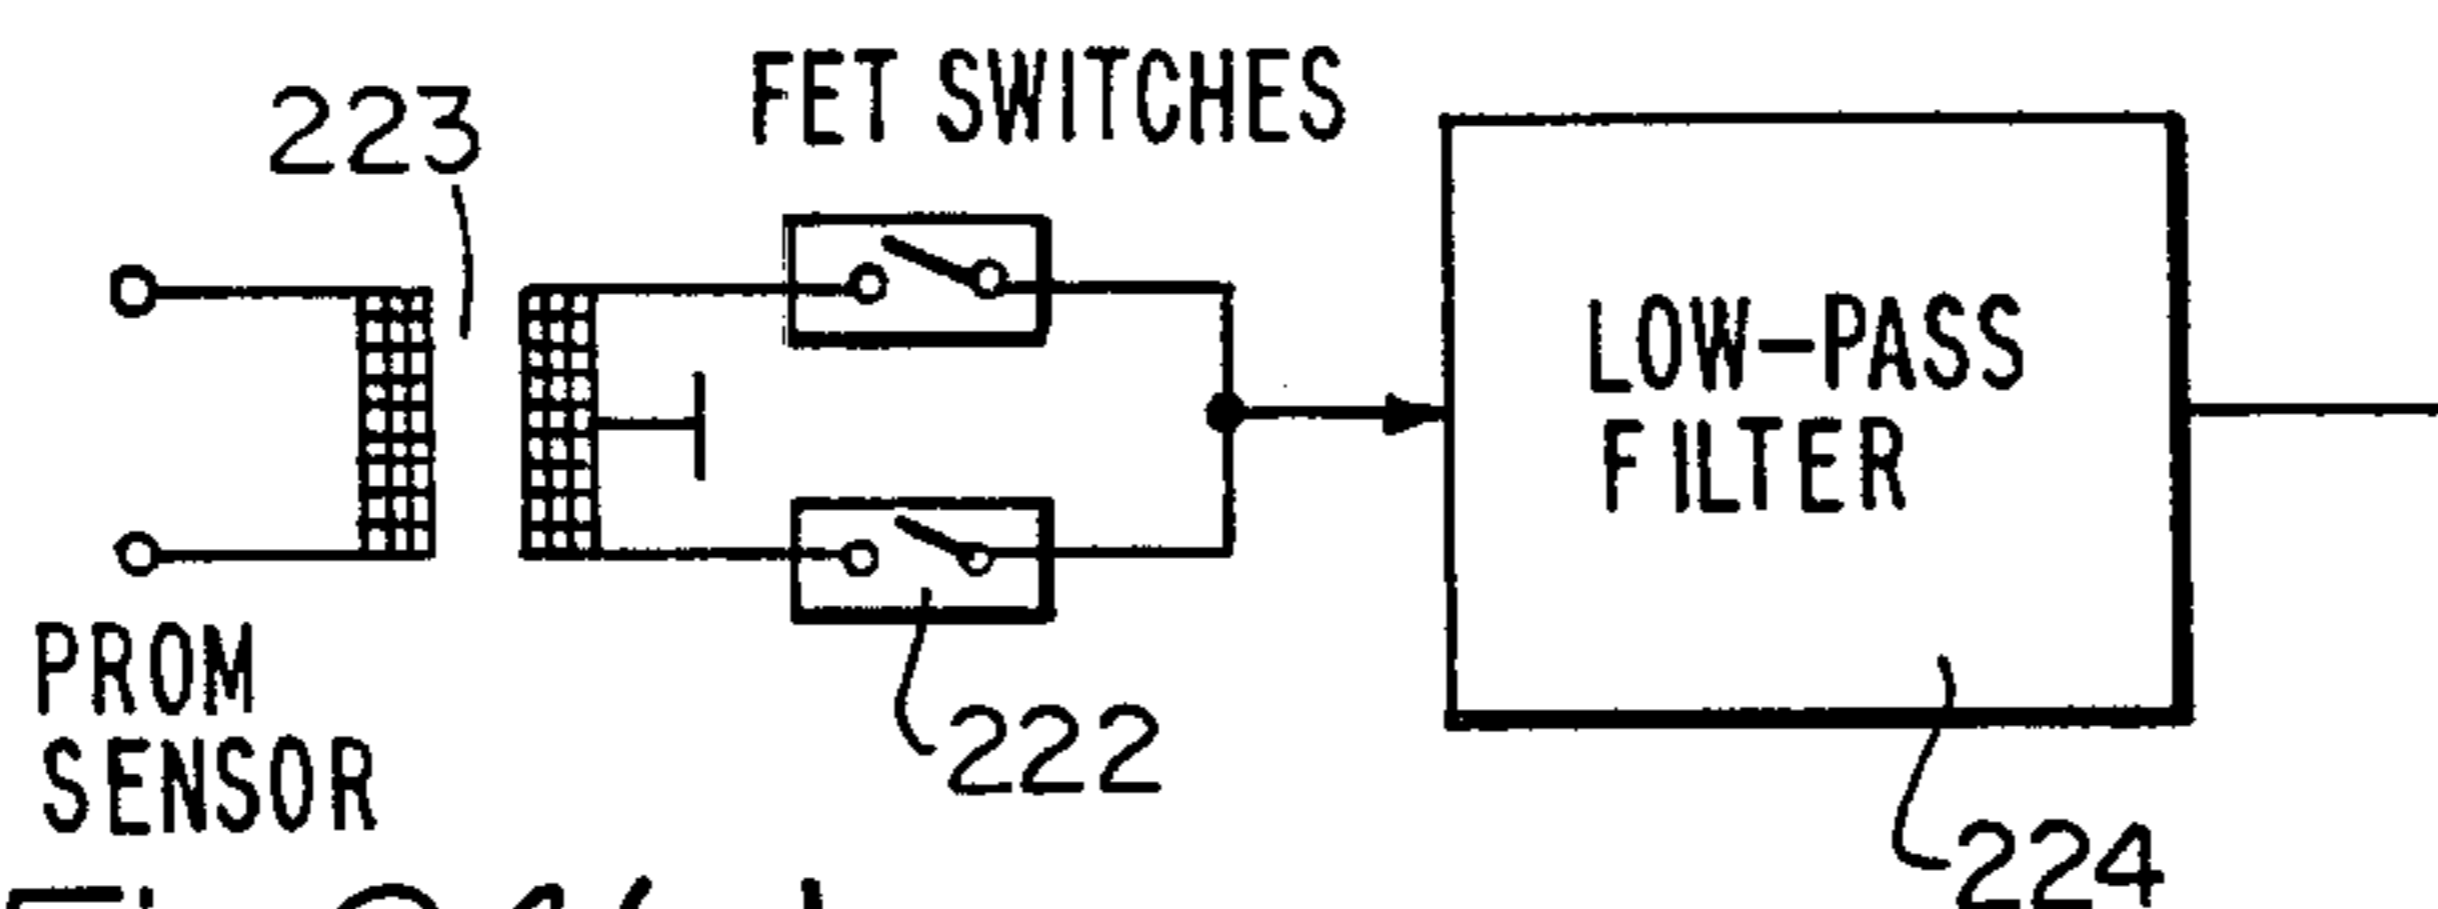 223
FET SWITCHES
LOW-PASS
FILTER
PROM
SENSOR
222
224